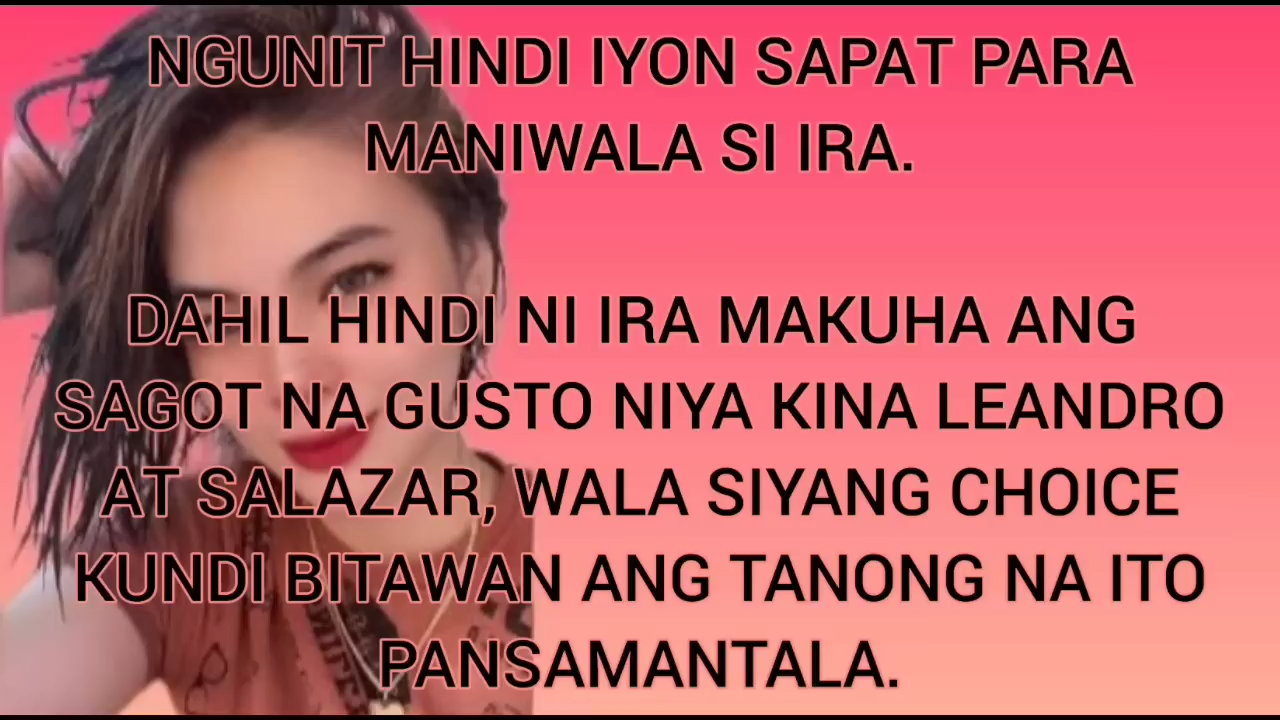 NGUNIT HINDI IYON SAPAT PARA
MANIWALA SI IRA.
DAHIL HINDI NI IRA MAKUHA ANG
SAGOT NA GUSTO NIYA KINA LEANDRO
AT SALAZAR, WALA SIYANG CHOICE
KUNDI BITAWAN ANG TANONG NA ITO
PANSAMANTALA.